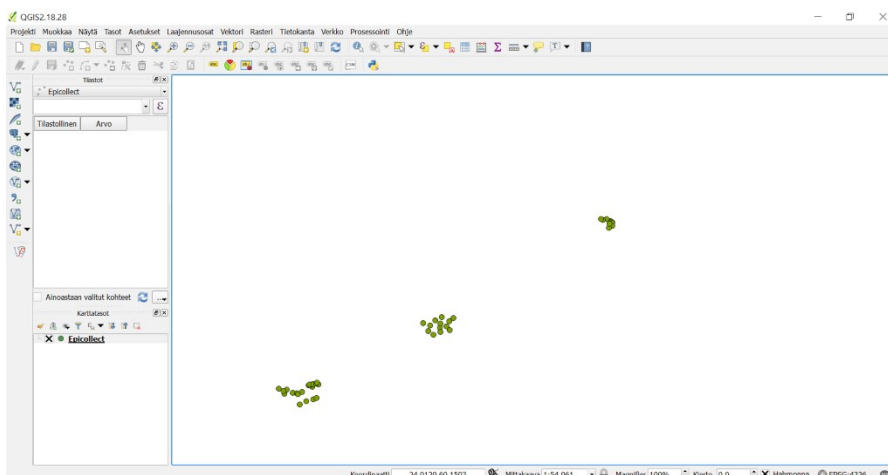 QGIS2.18.28
Projekti Muokkaa Näytä Tasot Asetukset Laajennusosat Vektori Rasteri Tietokanta Verkko Prosessointi Ohje
Tilastot
Epicollect
Tilastollinen Arvo
Ainoastaan valitut kohteet
Karttatasot
Epicollect
Koordinaatti 24.9129,60.1502 Mittakaava 1:54 961 Magnifier 100% Kierto 0,0 Hahmonna EPSG:4326